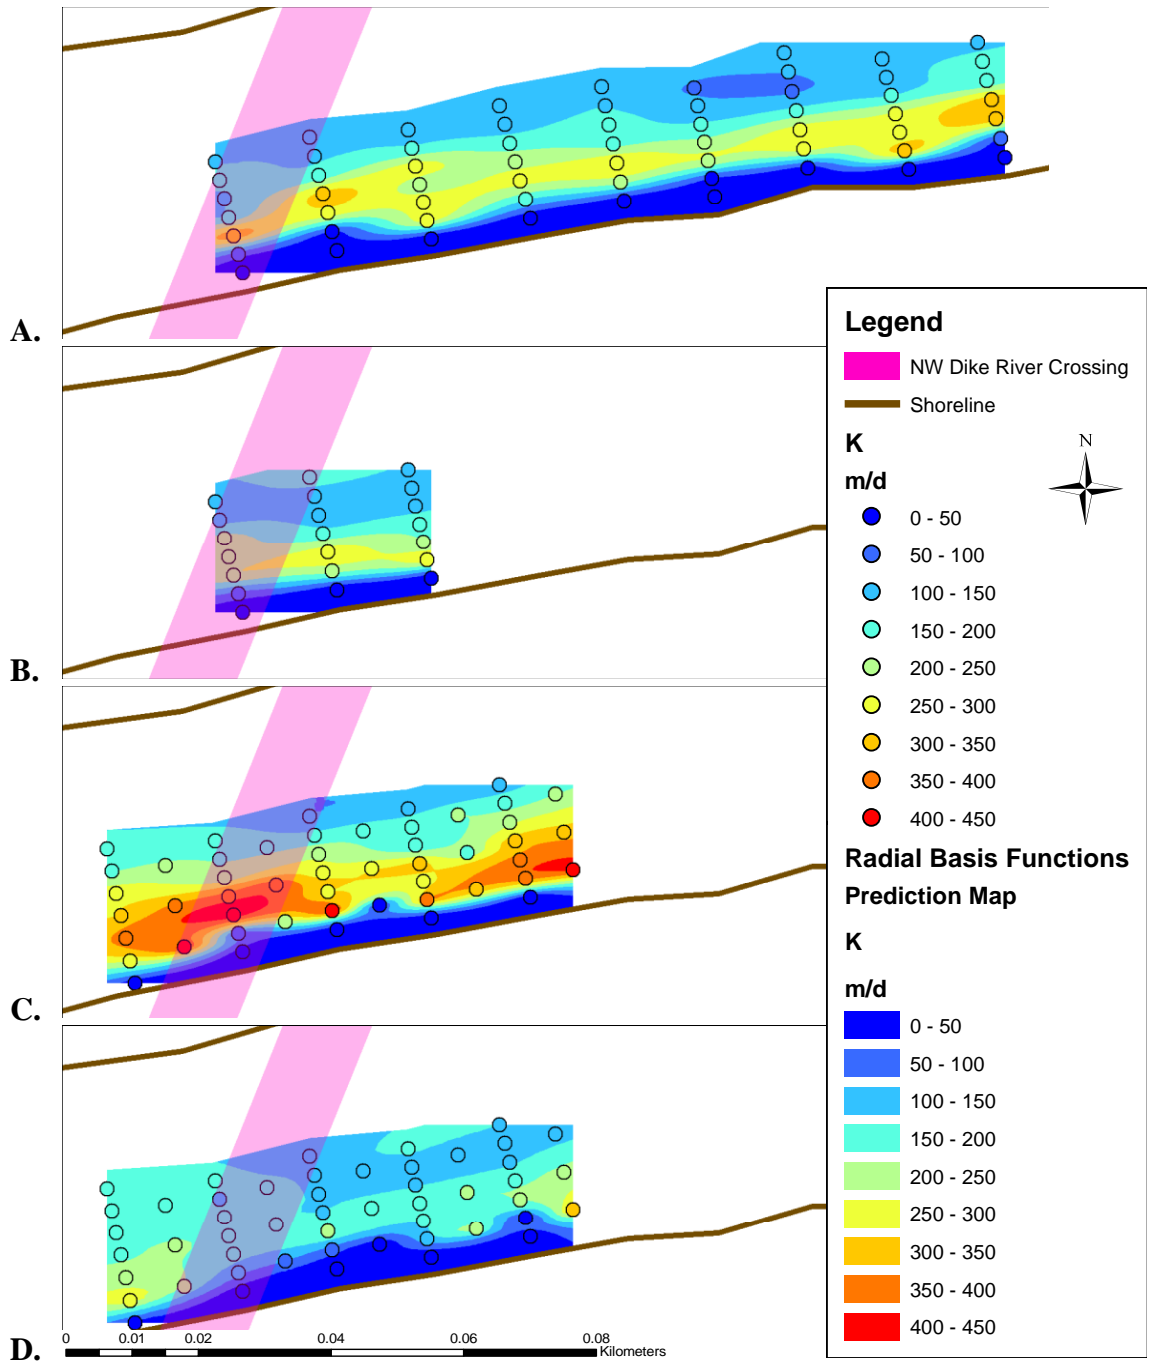 A.
B.
C.
D.
Legend
NW Dike River Crossing
Shoreline
K
m/d
N
0 - 50
50 - 100
100 - 150
150 - 200
200 - 250
250 - 300
300 - 350
350 - 400
400 - 450
Radial Basis Functions
Prediction Map
K
m/d
0 - 50
50 - 100
100 - 150
150 - 200
200 - 250
250 - 300
300 - 350
350 - 400
400 - 450
0 0.01 0.02 0.04 0.06 0.08
Kilometers